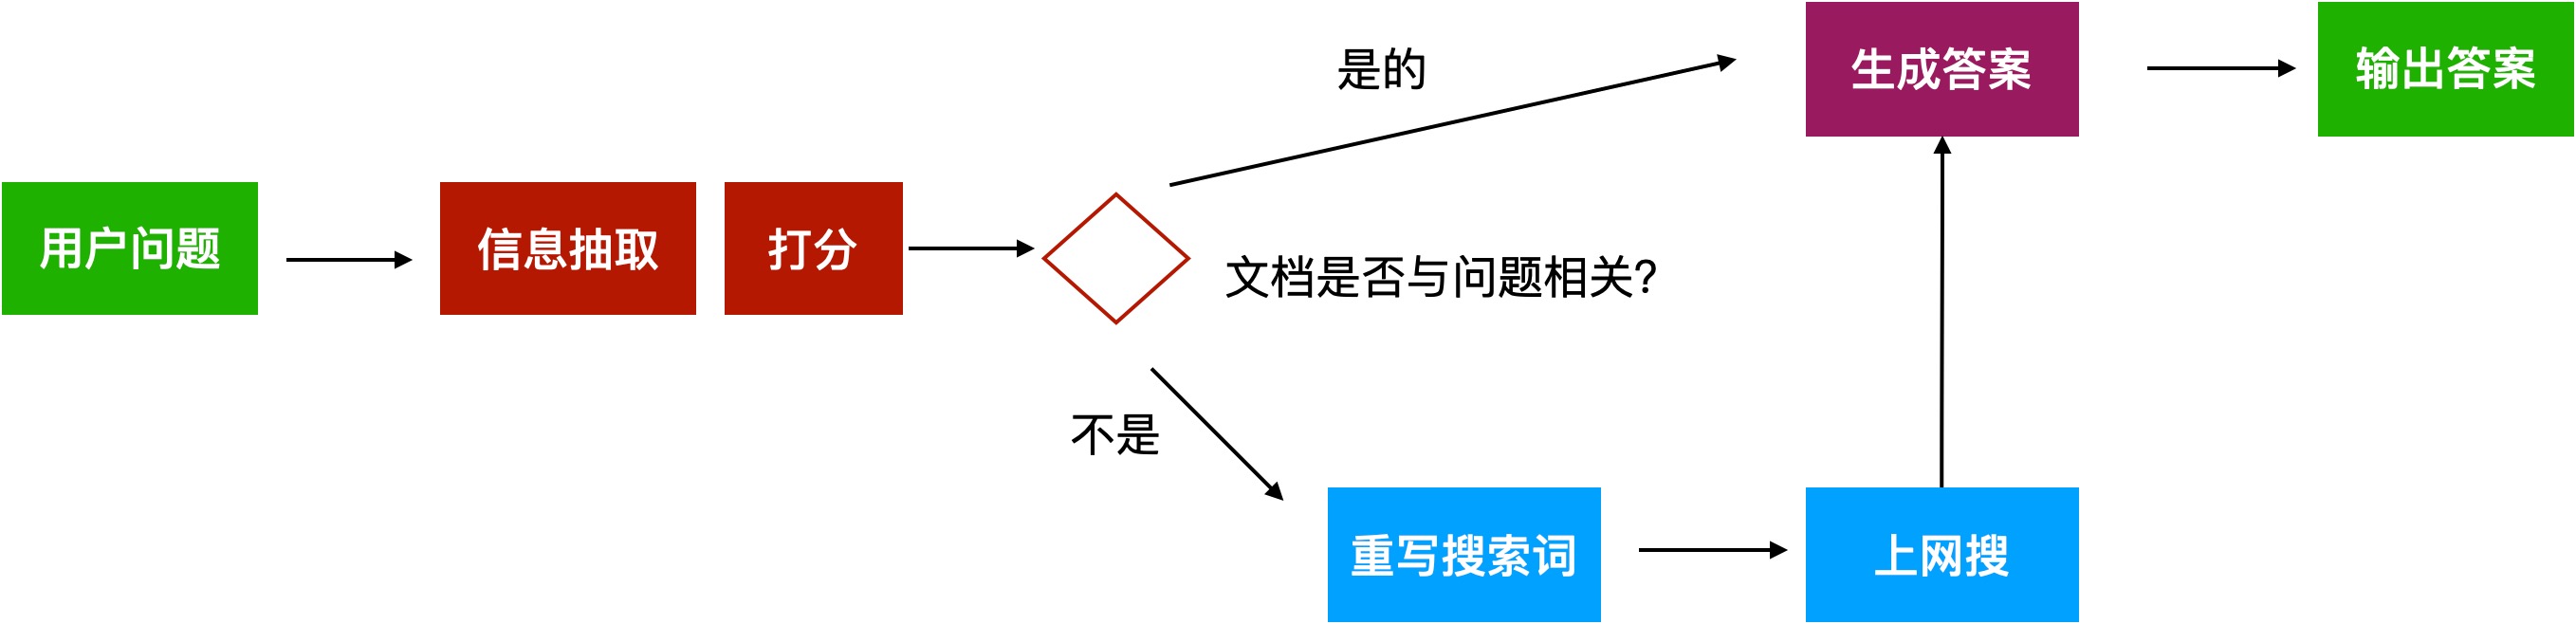 用户问题
信息抽取
打分
文档是否与问题相关?
是的
生成答案
输出答案
不是
重写搜索词
上网搜